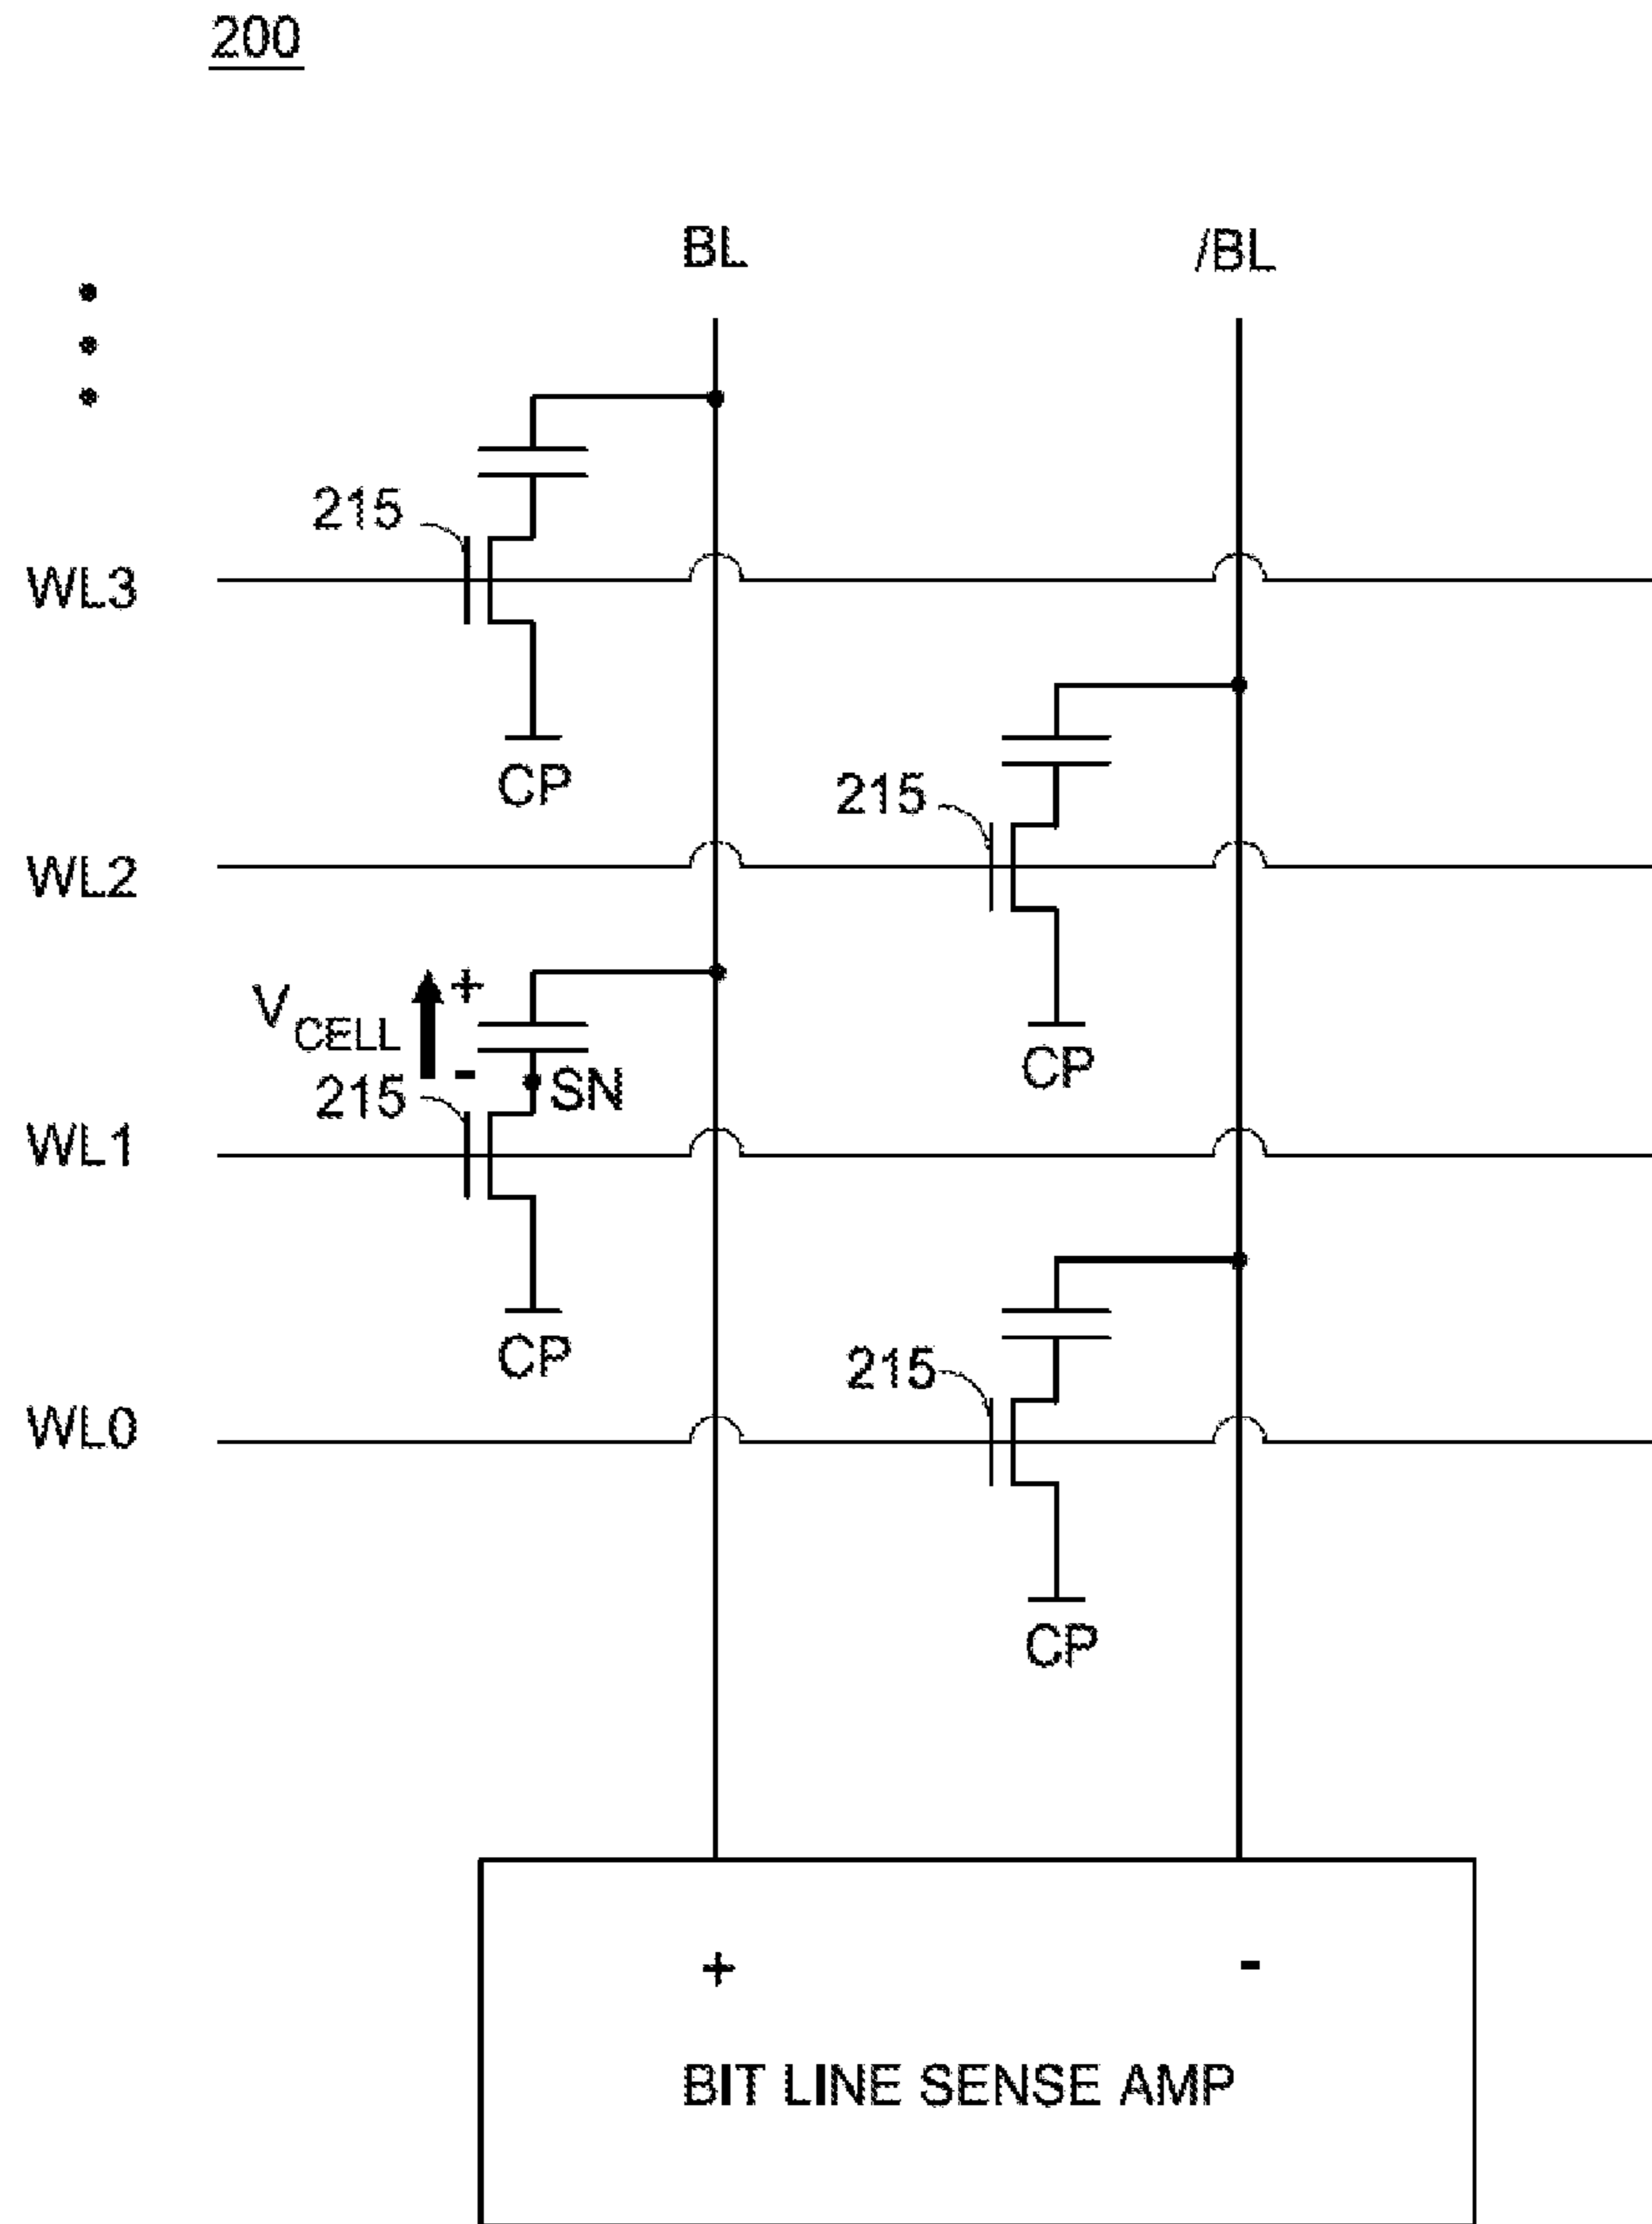 200
BL
/BL
215
WL3
CP
215
WL2
V CELL
+
-
SN
CP
215
WL1
CP
215
WL0
CP
+
-
BIT LINE SENSE AMP